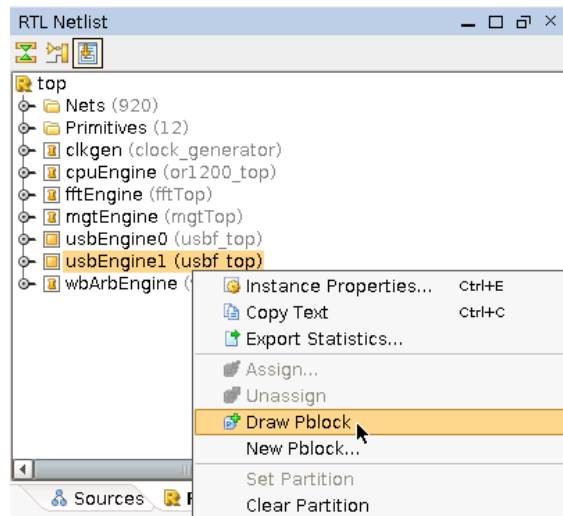 RTL Netlist
top
Nets (920)
Primitives (12)
clkgen (clock_generator)
cpuEngine (or1200_top)
fftEngine (fftTop)
mgtEngine (mgtTop)
usbEngine0 (usbf_top)
usbEngine1 (usbf_top)
wbArbEngine (
Instance Properties... Ctrl+E
Copy Text Ctrl+C
Export Statistics...
Assign...
Unassign
Draw Pblock
New Pblock...
Set Partition
Clear Partition
Sources